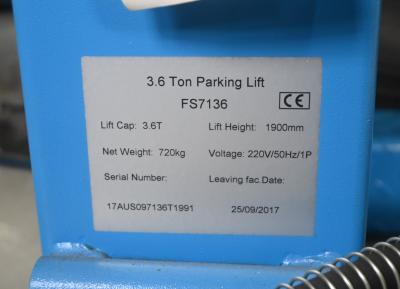 3.6 Ton Parking Lift
FS7136
CE
Lift Cap: 3.6T Lift Height: 1900mm
Net Weight: 720kg Voltage: 220V/50Hz/1P
Serial Number: Leaving fac.Date:
17AUS097136T1991 25/09/2017